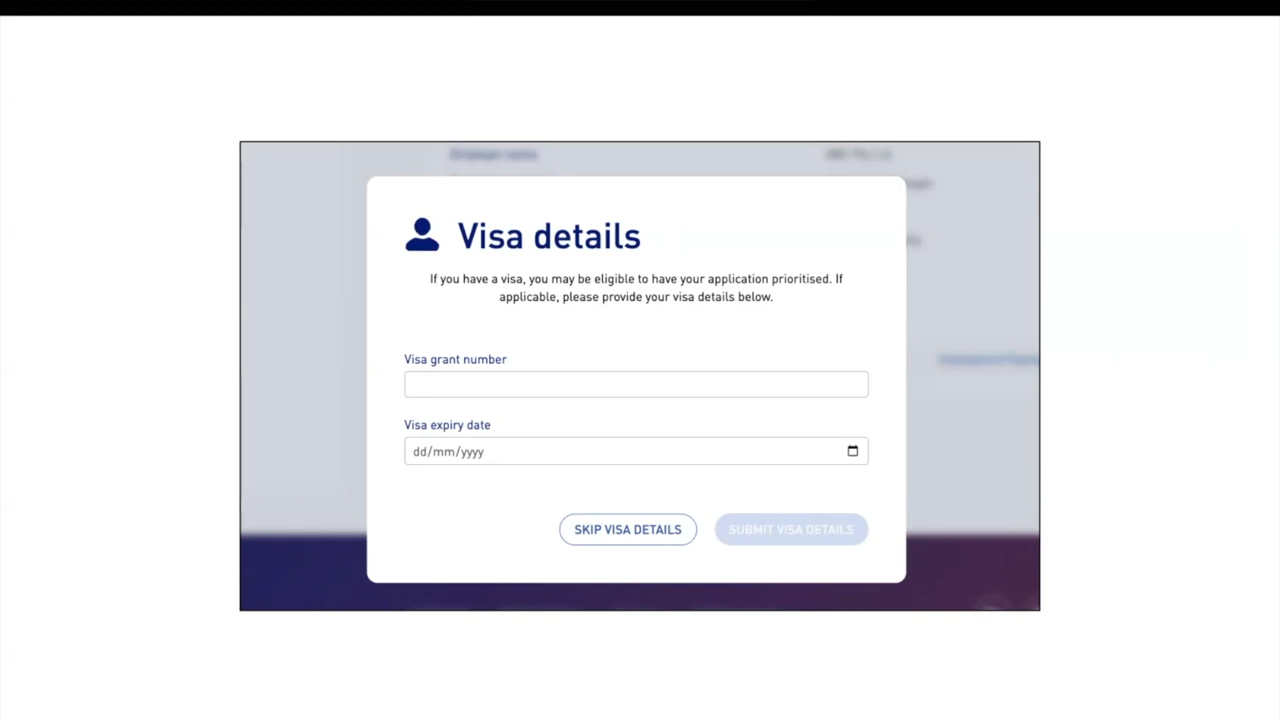 Visa details
If you have a visa, you may be eligible to have your application prioritised. If
applicable, please provide your visa details below.
Visa grant number
Visa expiry date
dd/mm/yyyy
SKIP VISA DETAILS
SUBMIT VISA DETAILS